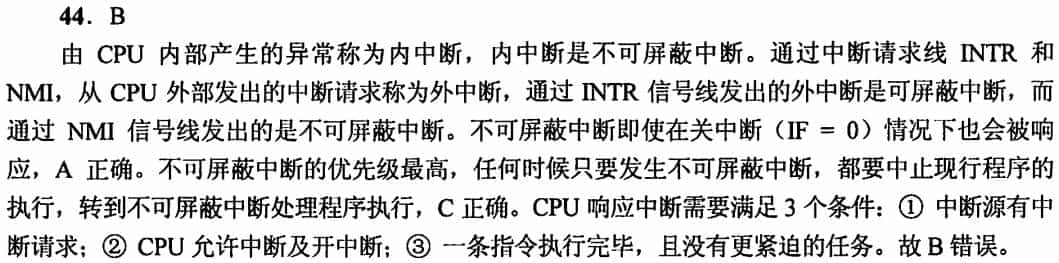 44．B
由 CPU 内部产生的异常称为内中断，内中断是不可屏蔽中断。通过中断请求线 INTR 和
NMI，从 CPU 外部发出的中断请求称为外中断，通过 INTR 信号线发出的外中断是可屏蔽中断，而
通过 NMI 信号线发出的是不可屏蔽中断。不可屏蔽中断即使在关中断（IF = 0）情况下也会被响
应，A 正确。不可屏蔽中断的优先级最高，任何时候只要发生不可屏蔽中断，都要中止现行程序的
执行，转到不可屏蔽中断处理程序执行，C 正确。CPU 响应中断需要满足 3 个条件：① 中断源有中
断请求；② CPU 允许中断及开中断；③ 一条指令执行完毕，且没有更紧迫的任务。故 B 错误。